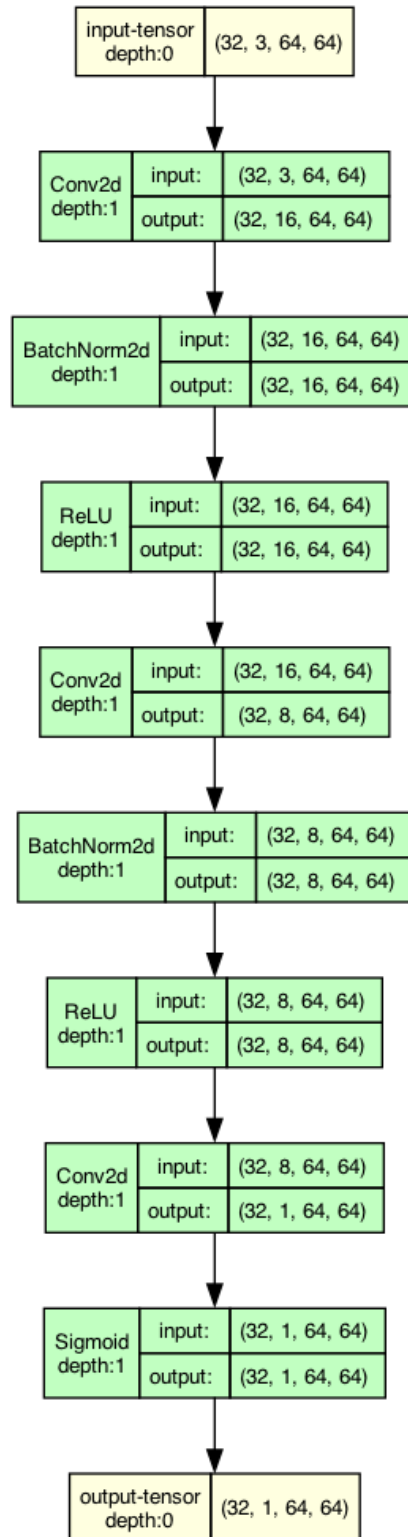 input-tensor
depth:0
(32, 3, 64, 64)
Conv2d
depth:1
input:
(32, 3, 64, 64)
output:
(32, 16, 64, 64)
BatchNorm2d
depth:1
input:
(32, 16, 64, 64)
output:
(32, 16, 64, 64)
ReLU
depth:1
input:
(32, 16, 64, 64)
output:
(32, 16, 64, 64)
Conv2d
depth:1
input:
(32, 16, 64, 64)
output:
(32, 8, 64, 64)
BatchNorm2d
depth:1
input:
(32, 8, 64, 64)
output:
(32, 8, 64, 64)
ReLU
depth:1
input:
(32, 8, 64, 64)
output:
(32, 8, 64, 64)
Conv2d
depth:1
input:
(32, 8, 64, 64)
output:
(32, 1, 64, 64)
Sigmoid
depth:1
input:
(32, 1, 64, 64)
output:
(32, 1, 64, 64)
output-tensor
depth:0
(32, 1, 64, 64)